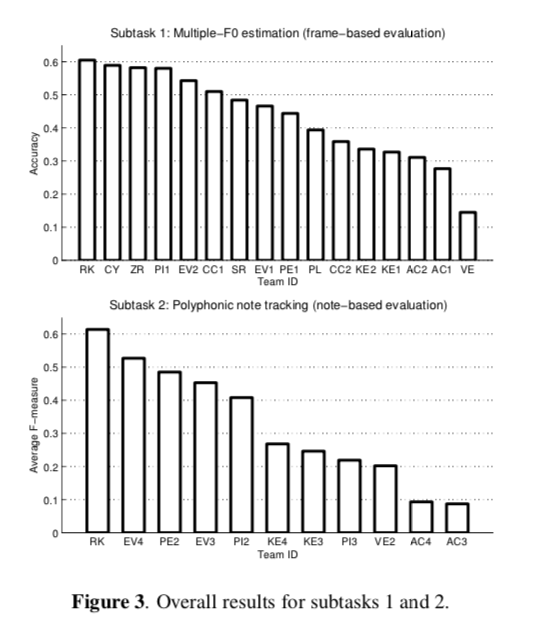 Subtask 1: Multiple−F0 estimation (frame−based evaluation)
0.6
0.5
0.4
0.3
0.2
0.1
0
Accuracy
RK CY ZR PI1 EV2 CC1 SR EV1 PE1 PL CC2 KE2 KE1 AC2 AC1 VE
Team ID
Subtask 2: Polyphonic note tracking (note−based evaluation)
0.6
0.5
0.4
0.3
0.2
0.1
0
Average F−measure
RK EV4 PE2 EV3 PI2 KE4 KE3 PI3 VE2 AC4 AC3
Team ID
Figure 3. Overall results for subtasks 1 and 2.